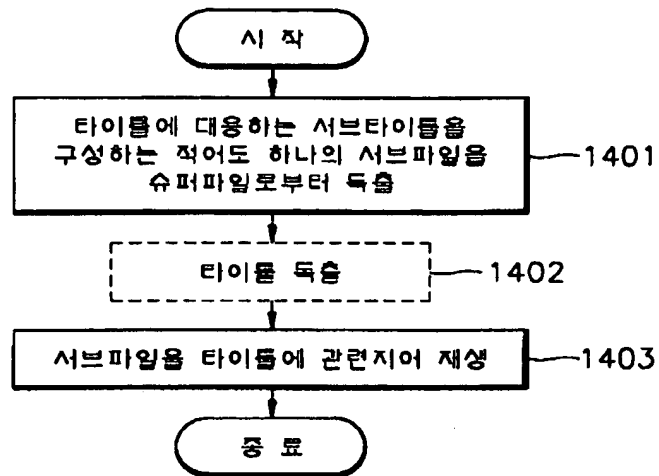 시 작
타이틀에 대응하는 서브타이틀을
구성하는 적어도 하나의 서브파일을
슈퍼파일로부터 독출
1401
타이틀 독출
1402
서브파일을 타이틀에 관련지어 재생
1403
종 료